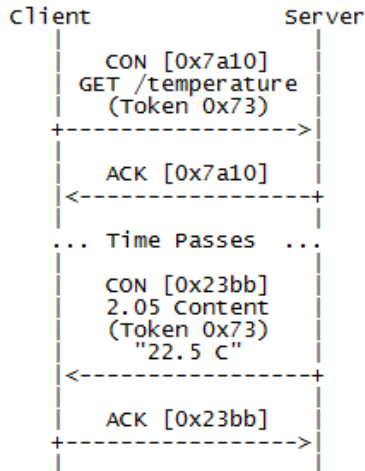 Client Server
CON [0x7a10]
GET /temperature
(Token 0x73)
ACK [0x7a10]
... Time Passes ...
CON [0x23bb]
2.05 Content
(Token 0x73)
"22.5 C"
ACK [0x23bb]